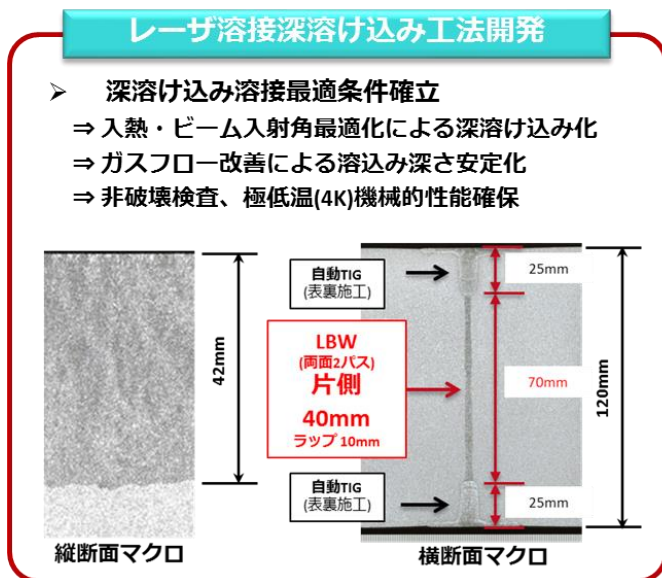 レーザ溶接深溶け込み工法開発
➢ 深溶け込み溶接最適条件確立
⇒ 入熱・ビーム入射角最適化による深溶け込み化
⇒ ガスフロー改善による溶込み深さ安定化
⇒ 非破壊検査、極低温(4K)機械的性能確保
42mm
縦断面マクロ
自動TIG
(表裏施工)
LBW
(両面2パス)
片側
40mm
ラップ 10mm
自動TIG
(表裏施工)
25mm
70mm
25mm
120mm
横断面マクロ